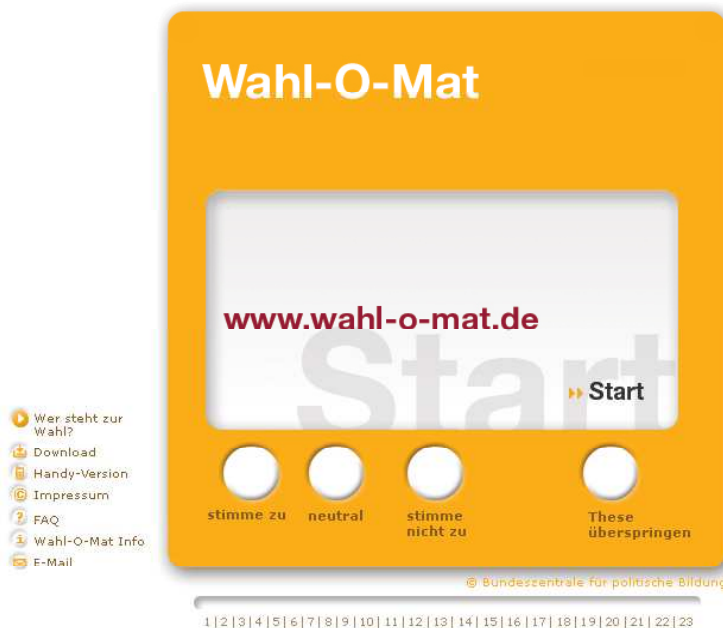 Wahl-O-Mat
www.wahl-o-mat.de
Start
Start
Wer steht zur
Wahl?
Download
Handy-Version
Impressum
FAQ
Wahl-O-Mat Info
E-Mail
stimme zu
neutral
stimme
nicht zu
These
überspringen
© Bundeszentrale für politische Bildung
1|2|3|4|5|6|7|8|9|10|11|12|13|14|15|16|17|18|19|20|21|22|23